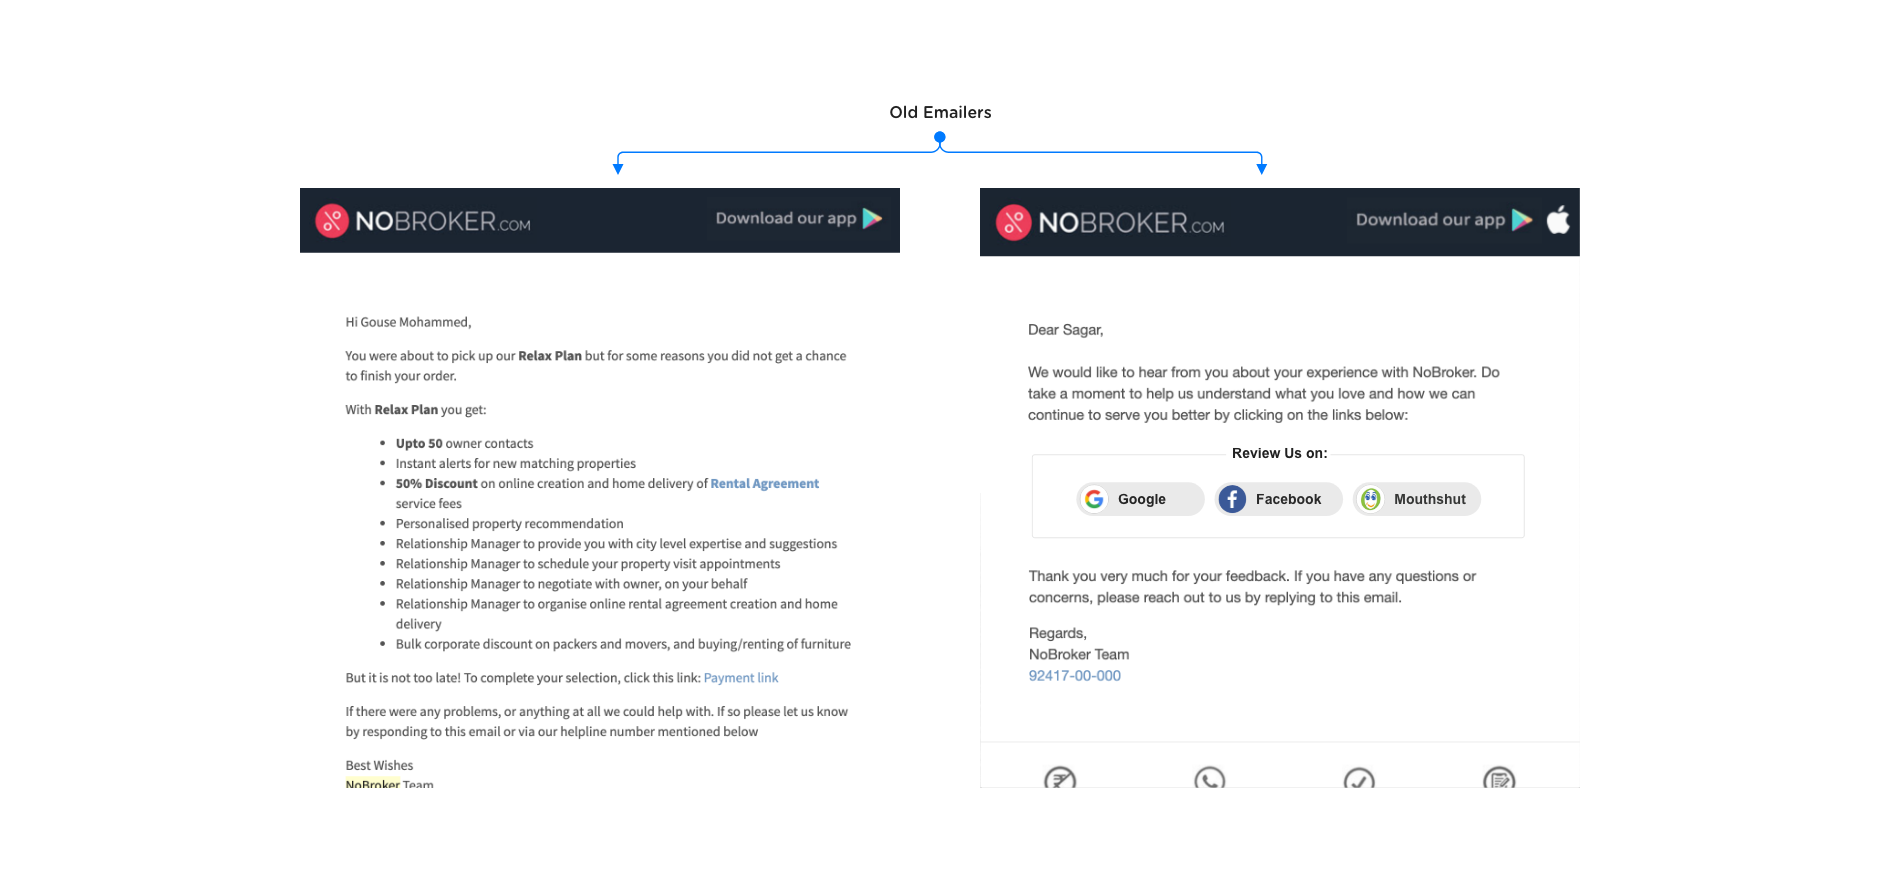 Old Emailers
NOBROKER.COM
Download our app
Hi Gouse Mohammed,
You were about to pick up our Relax Plan but for some reasons you did not get a chance
to finish your order.
With Relax Plan you get:
• Upto 50 owner contacts
• Instant alerts for new matching properties
• 50% Discount on online creation and home delivery of Rental Agreement
service fees
• Personalised property recommendation
• Relationship Manager to provide you with city level expertise and suggestions
• Relationship Manager to schedule your property visit appointments
• Relationship Manager to negotiate with owner, on your behalf
• Relationship Manager to organise online rental agreement creation and home
delivery
• Bulk corporate discount on packers and movers, and buying/renting of furniture
But it is not too late! To complete your selection, click this link: Payment link
If there were any problems, or anything at all we could help with. If so please let us know
by responding to this email or via our helpline number mentioned below
Best Wishes
NoBroker Team
NOBROKER.COM
Download our app
Dear Sagar,
We would like to hear from you about your experience with NoBroker. Do
take a moment to help us understand what you love and how we can
continue to serve you better by clicking on the links below:
Review Us on:
Google
Facebook
Mouthshut
Thank you very much for your feedback. If you have any questions or
concerns, please reach out to us by replying to this email.
Regards,
NoBroker Team
92417-00-000